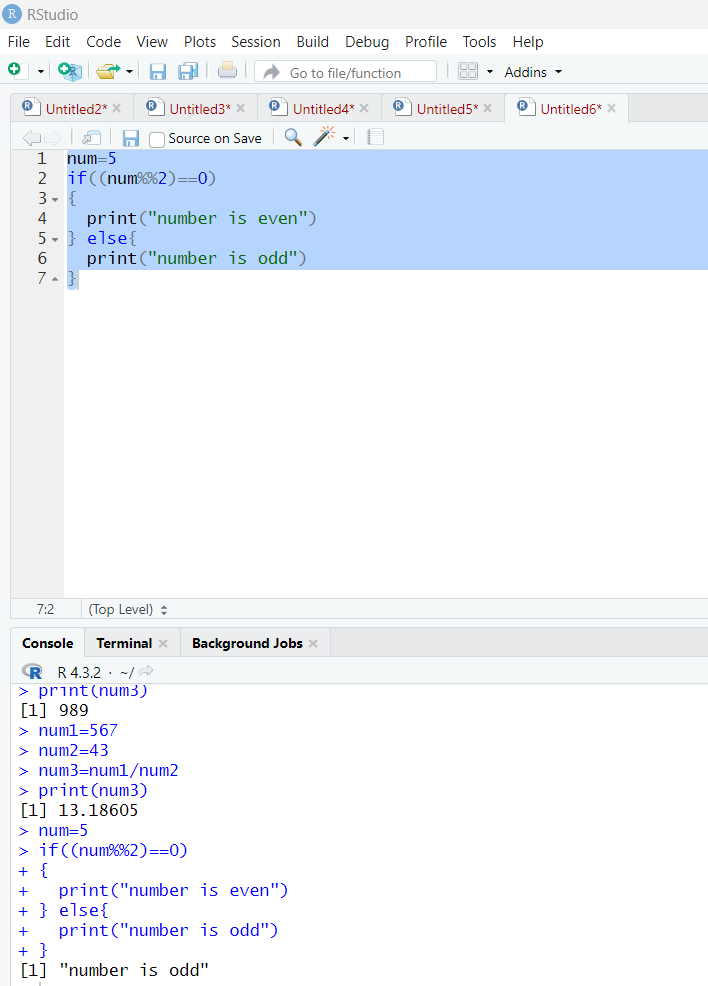 RStudio
File Edit Code View Plots Session Build Debug Profile Tools Help
Go to file/function Addins
Untitled2* Untitled3* Untitled4* Untitled5* Untitled6*
Source on Save
1 num=5
2 if((num%%2)==0)
3 {
4   print("number is even")
5 } else{
6   print("number is odd")
7 }
7:2 (Top Level)
Console Terminal Background Jobs
R 4.3.2 · ~/
> print(num3)
[1] 989
> num1=567
> num2=43
> num3=num1/num2
> print(num3)
[1] 13.18605
> num=5
> if((num%%2)==0)
+ {
+   print("number is even")
+ } else{
+   print("number is odd")
+ }
[1] "number is odd"